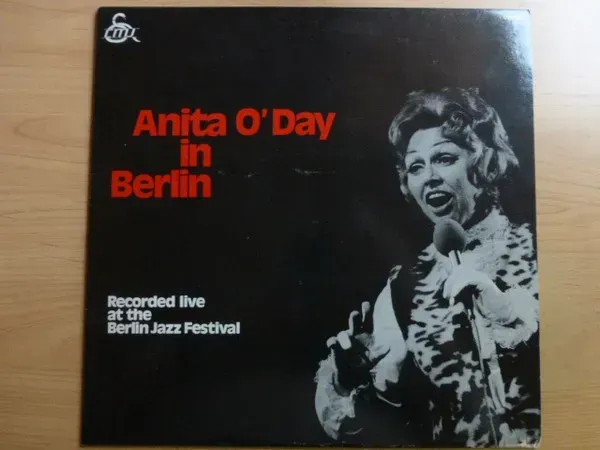 Anita O'Day
in
Berlin
Recorded live
at the
Berlin Jazz Festival